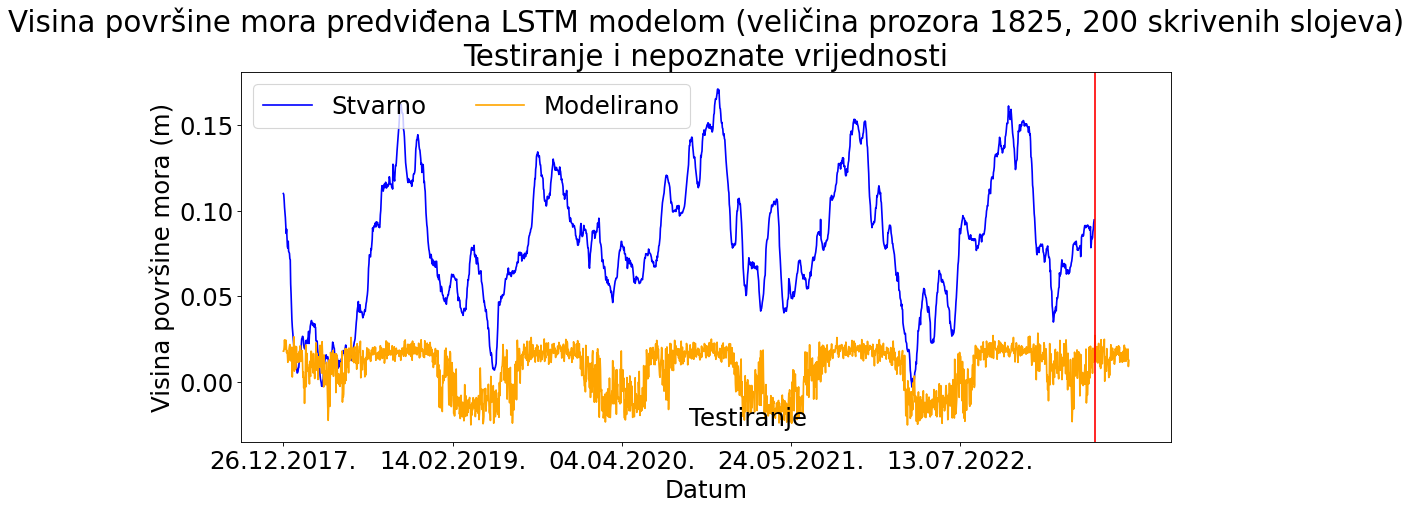 Visina površine mora predviđena LSTM modelom (veličina prozora 1825, 200 skrivenih slojeva)
Testiranje i nepoznate vrijednosti
Stvarno
Modelirano
Visina površine mora (m)
0.15
0.10
0.05
0.00
Testiranje
26.12.2017.
14.02.2019.
04.04.2020.
24.05.2021.
13.07.2022.
Datum